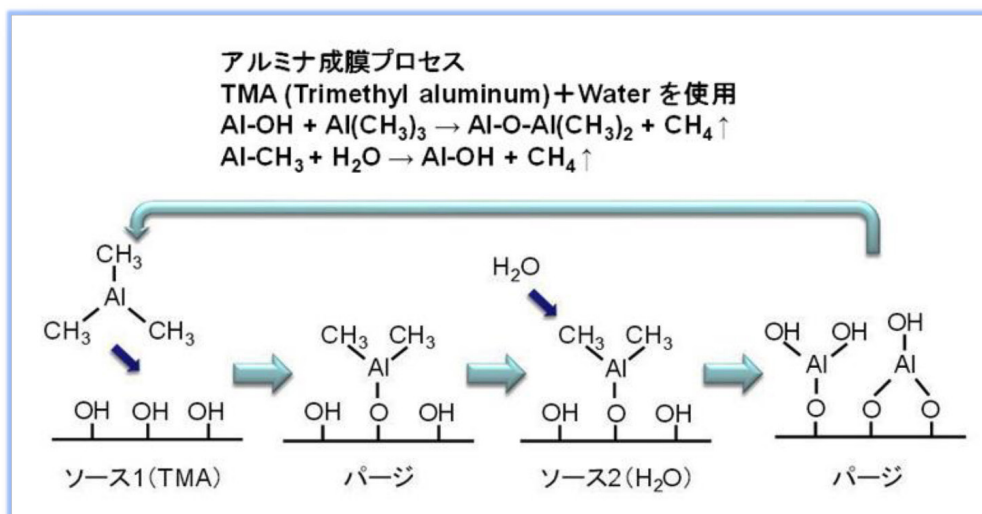 アルミナ成膜プロセス
TMA (Trimethyl aluminum)＋Water を使用
Al-OH + Al(CH₃)₃ → Al-O-Al(CH₃)₂ + CH₄↑
Al-CH₃ + H₂O → Al-OH + CH₄↑
CH₃
Al
CH₃ CH₃
OH OH OH
ソース1(TMA)
CH₃ CH₃
Al
OH O OH
パージ
H₂O
CH₃ CH₃
Al
OH O OH
ソース2(H₂O)
OH OH OH
Al Al
O O O
パージ